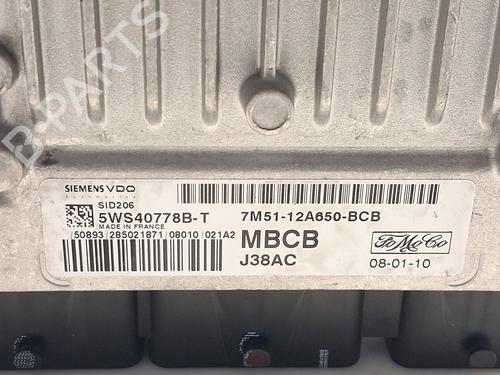 B-PARTS
SIEMENS VDO
Automotive
SID206
5WS40778B-T
MADE IN FRANCE
7M51-12A650-BCB
/50893/285021871/08010/021A2
MBCB
J38AC
FoMoCo
08-01-10